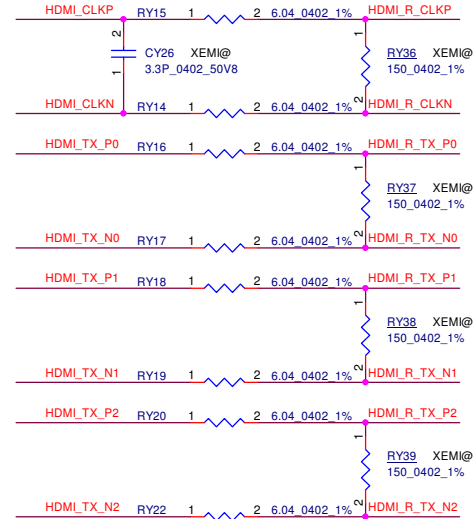 HDMI_CLKP RY15 1 2 6.04_0402_1% HDMI_R_CLKP
2 CY26 XEMI@
1 3.3P_0402_50V8
1 RY36 XEMI@
2 150_0402_1%
HDMI_CLKN RY14 1 2 6.04_0402_1% HDMI_R_CLKN
HDMI_TX_P0 RY16 1 2 6.04_0402_1% HDMI_R_TX_P0
1 RY37 XEMI@
2 150_0402_1%
HDMI_TX_N0 RY17 1 2 6.04_0402_1% HDMI_R_TX_N0
HDMI_TX_P1 RY18 1 2 6.04_0402_1% HDMI_R_TX_P1
1 RY38 XEMI@
2 150_0402_1%
HDMI_TX_N1 RY19 1 2 6.04_0402_1% HDMI_R_TX_N1
HDMI_TX_P2 RY20 1 2 6.04_0402_1% HDMI_R_TX_P2
1 RY39 XEMI@
2 150_0402_1%
HDMI_TX_N2 RY22 1 2 6.04_0402_1% HDMI_R_TX_N2